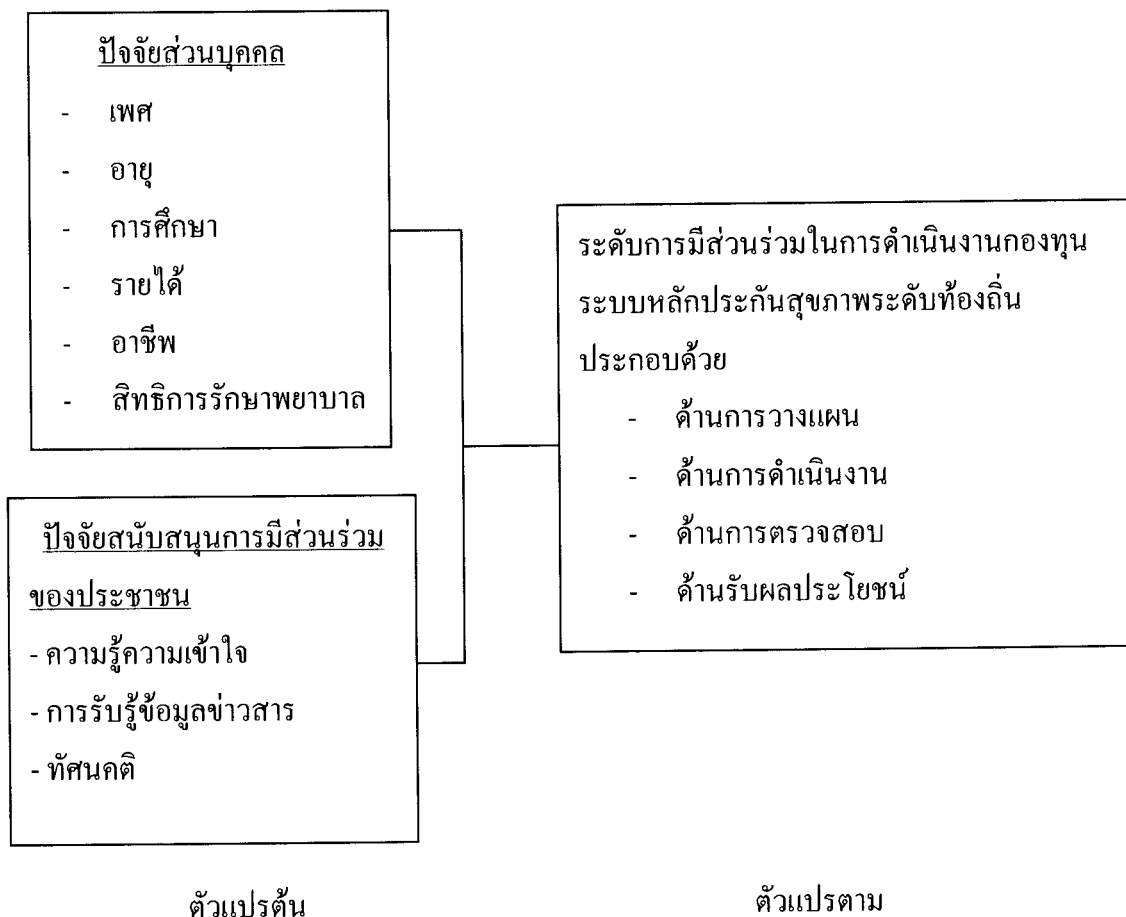 ปัจจัยส่วนบุคคล
- เพศ
- อายุ
- การศึกษา
- รายได้
- อาชีพ
- สิทธิการรักษาพยาบาล
ปัจจัยสนับสนุนการมีส่วนร่วม
ของประชาชน
- ความรู้ความเข้าใจ
- การรับรู้ข้อมูลข่าวสาร
- ทัศนคติ
ตัวแปรต้น
ระดับการมีส่วนร่วมในการดำเนินงานกองทุน
ระบบหลักประกันสุขภาพระดับท้องถิ่น
ประกอบด้วย
- ด้านการวางแผน
- ด้านการดำเนินงาน
- ด้านการตรวจสอบ
- ด้านรับผลประโยชน์
ตัวแปรตาม